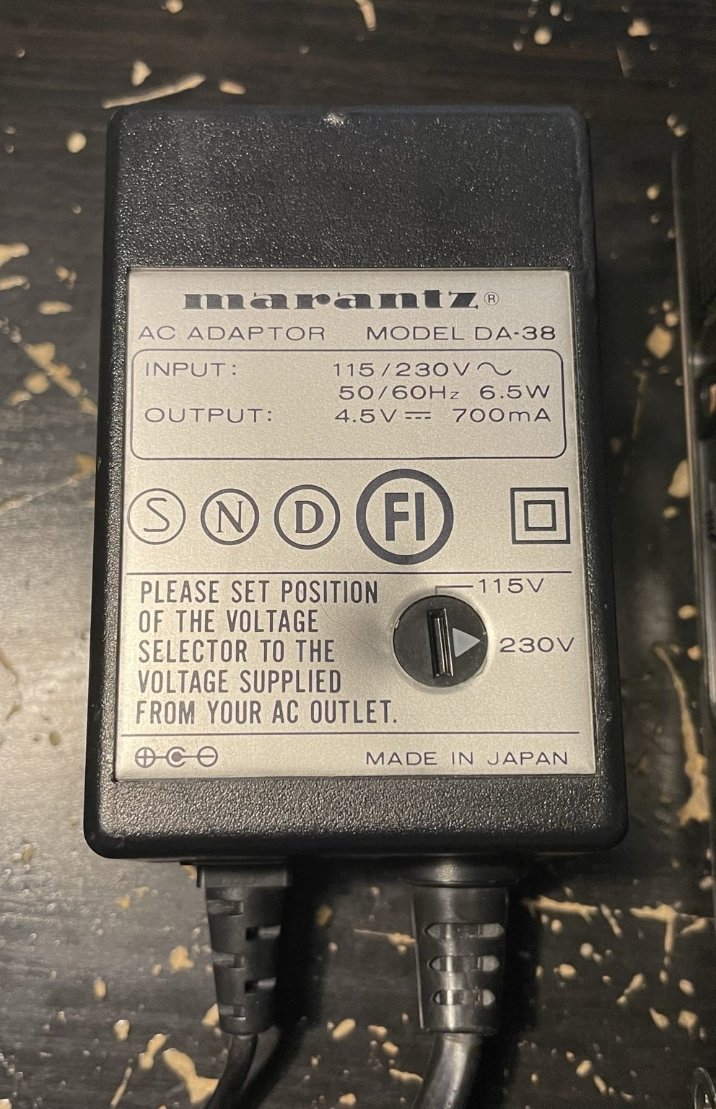 marantz®
AC ADAPTOR MODEL DA-38
INPUT: 115/230V~
50/60Hz 6.5W
OUTPUT: 4.5V⎓ 700mA
S N D FI
PLEASE SET POSITION
OF THE VOLTAGE
SELECTOR TO THE
VOLTAGE SUPPLIED
FROM YOUR AC OUTLET.
115V
230V
MADE IN JAPAN